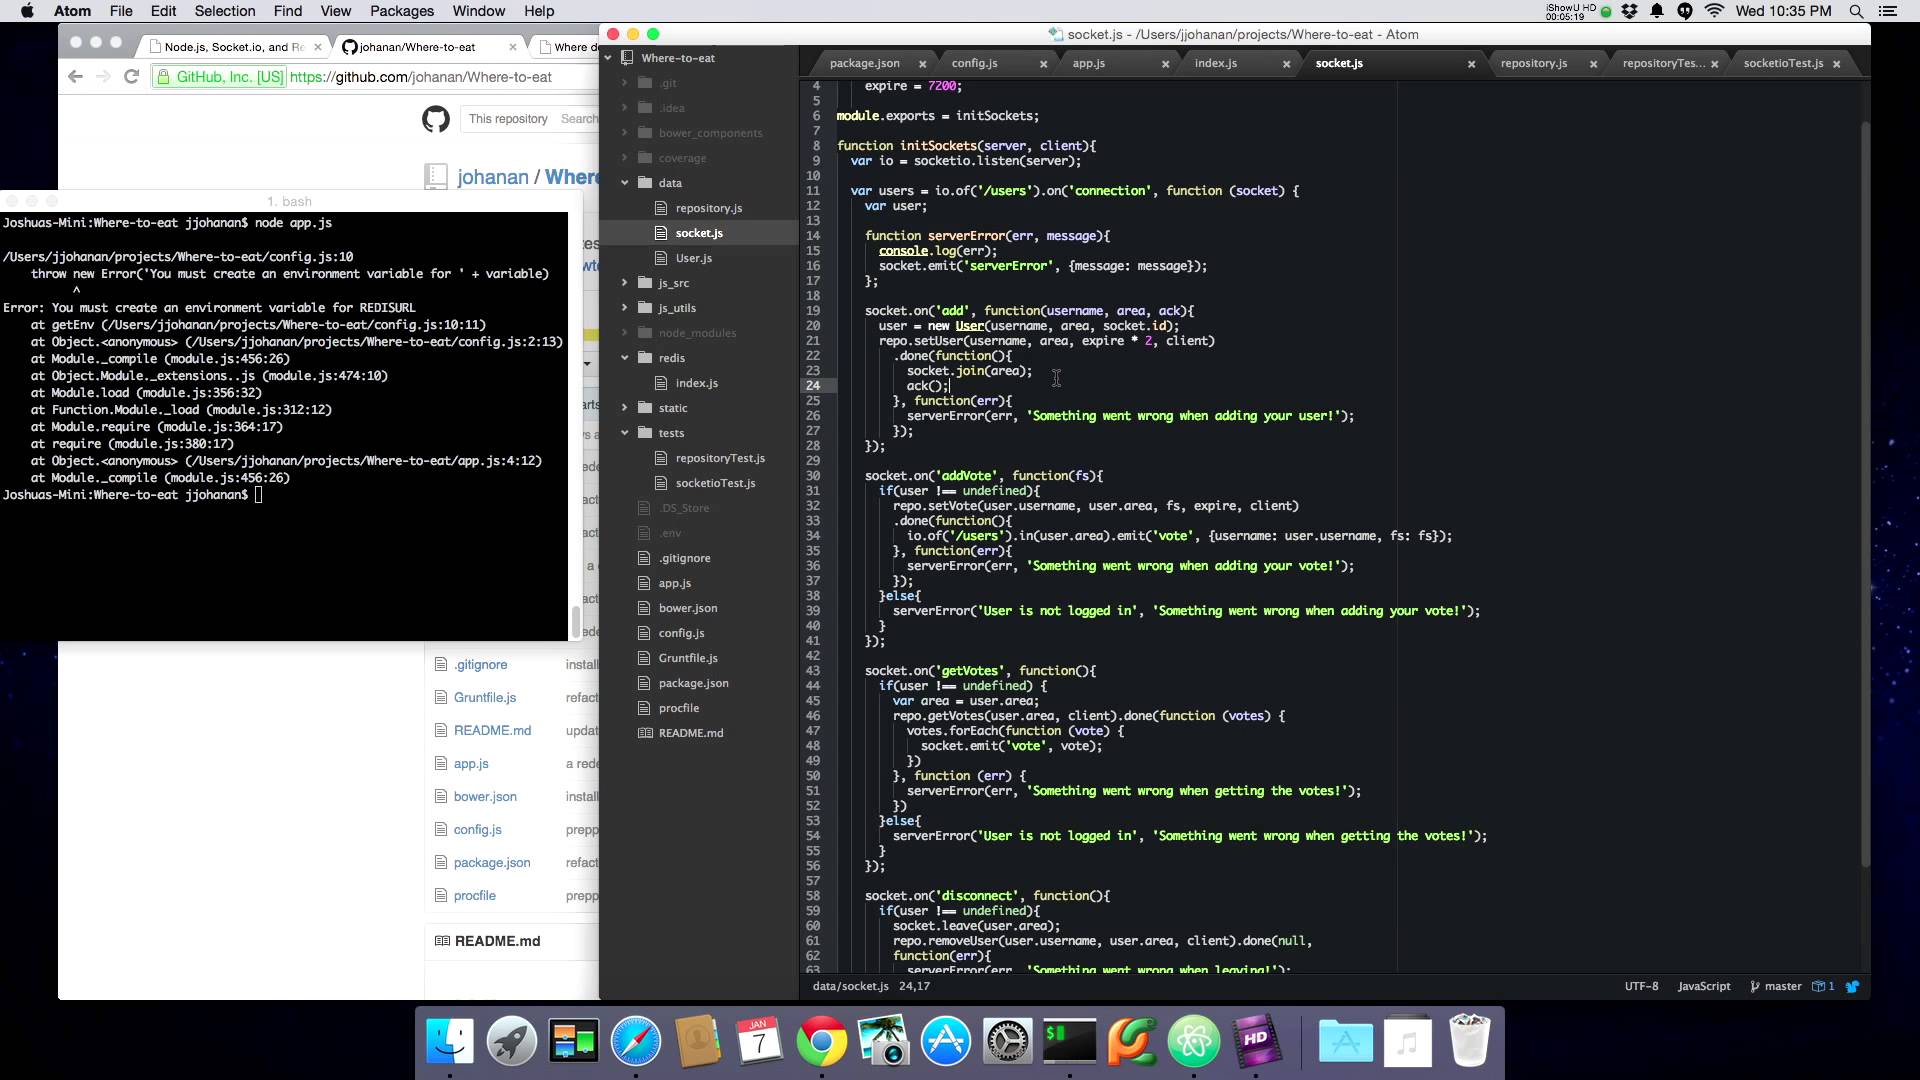 Atom File Edit Selection Find View Packages Window Help
iShowU HD
00:05:19
Wed 10:35 PM
Node.js, Socket.io, and Re
johanan/Where-to-eat
Where d
GitHub, Inc. [US] https://github.com/johanan/Where-to-eat
This repository Search
johanan / Where
1. bash
Joshuas-Mini:Where-to-eat jjohanan$ node app.js
/Users/jjohanan/projects/Where-to-eat/config.js:10
throw new Error('You must create an environment variable for ' + variable)
^
Error: You must create an environment variable for REDISURL
at getEnv (/Users/jjohanan/projects/Where-to-eat/config.js:10:11)
at Object.<anonymous> (/Users/jjohanan/projects/Where-to-eat/config.js:2:13)
at Module._compile (module.js:456:26)
at Object.Module._extensions..js (module.js:474:10)
at Module.load (module.js:356:32)
at Function.Module._load (module.js:312:12)
at Module.require (module.js:364:17)
at require (module.js:380:17)
at Object.<anonymous> (/Users/jjohanan/projects/Where-to-eat/app.js:4:12)
at Module._compile (module.js:456:26)
Joshuas-Mini:Where-to-eat jjohanan$
.gitignore install
Gruntfile.js refact
README.md updat
app.js a rede
bower.json install
config.js prepp
package.json refact
procfile prepp
README.md
socket.js - /Users/jjohanan/projects/Where-to-eat - Atom
Where-to-eat
.git
.idea
bower_components
coverage
data
repository.js
socket.js
User.js
js_src
js_utils
node_modules
redis
index.js
static
tests
repositoryTest.js
socketioTest.js
.DS_Store
.env
.gitignore
app.js
bower.json
config.js
Gruntfile.js
package.json
procfile
README.md
package.json config.js app.js index.js socket.js repository.js repositoryTes... socketioTest.js
4 expire = 7200;
5
6 module.exports = initSockets;
7
8 function initSockets(server, client){
9 var io = socketio.listen(server);
10
11 var users = io.of('/users').on('connection', function (socket) {
12 var user;
13
14 function serverError(err, message){
15 console.log(err);
16 socket.emit('serverError', {message: message});
17 };
18
19 socket.on('add', function(username, area, ack){
20 user = new User(username, area, socket.id);
21 repo.setUser(username, area, expire * 2, client)
22 .done(function(){
23 socket.join(area);
24 ack();
25 }, function(err){
26 serverError(err, 'Something went wrong when adding your user!');
27 });
28 });
29
30 socket.on('addVote', function(fs){
31 if(user !== undefined){
32 repo.setVote(user.username, user.area, fs, expire, client)
33 .done(function(){
34 io.of('/users').in(user.area).emit('vote', {username: user.username, fs: fs});
35 }, function(err){
36 serverError(err, 'Something went wrong when adding your vote!');
37 });
38 }else{
39 serverError('User is not logged in', 'Something went wrong when adding your vote!');
40 }
41 });
42
43 socket.on('getVotes', function(){
44 if(user !== undefined) {
45 var area = user.area;
46 repo.getVotes(user.area, client).done(function (votes) {
47 votes.forEach(function (vote) {
48 socket.emit('vote', vote);
49 })
50 }, function (err) {
51 serverError(err, 'Something went wrong when getting the votes!');
52 })
53 }else{
54 serverError('User is not logged in', 'Something went wrong when getting the votes!');
55 }
56 });
57
58 socket.on('disconnect', function(){
59 if(user !== undefined){
60 socket.leave(user.area);
61 repo.removeUser(user.username, user.area, client).done(null,
62 function(err){
63 serverError(err, 'Something went wrong when leaving!');
data/socket.js 24,17
UTF-8 JavaScript master 1
JAN
7
HD